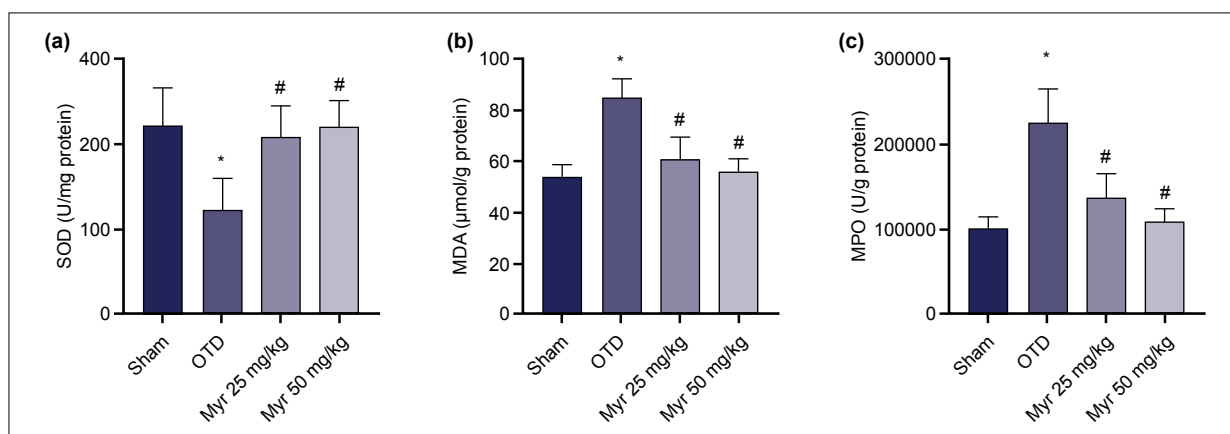 (a)
SOD (U/mg protein)
400
200
100
0
*
#
#
Sham
OTD
Myr 25 mg/kg
Myr 50 mg/kg
(b)
MDA (μmol/g protein)
100
80
60
40
20
0
*
#
#
Sham
OTD
Myr 25 mg/kg
Myr 50 mg/kg
(c)
MPO (U/g protein)
300000
200000
100000
0
*
#
#
Sham
OTD
Myr 25 mg/kg
Myr 50 mg/kg